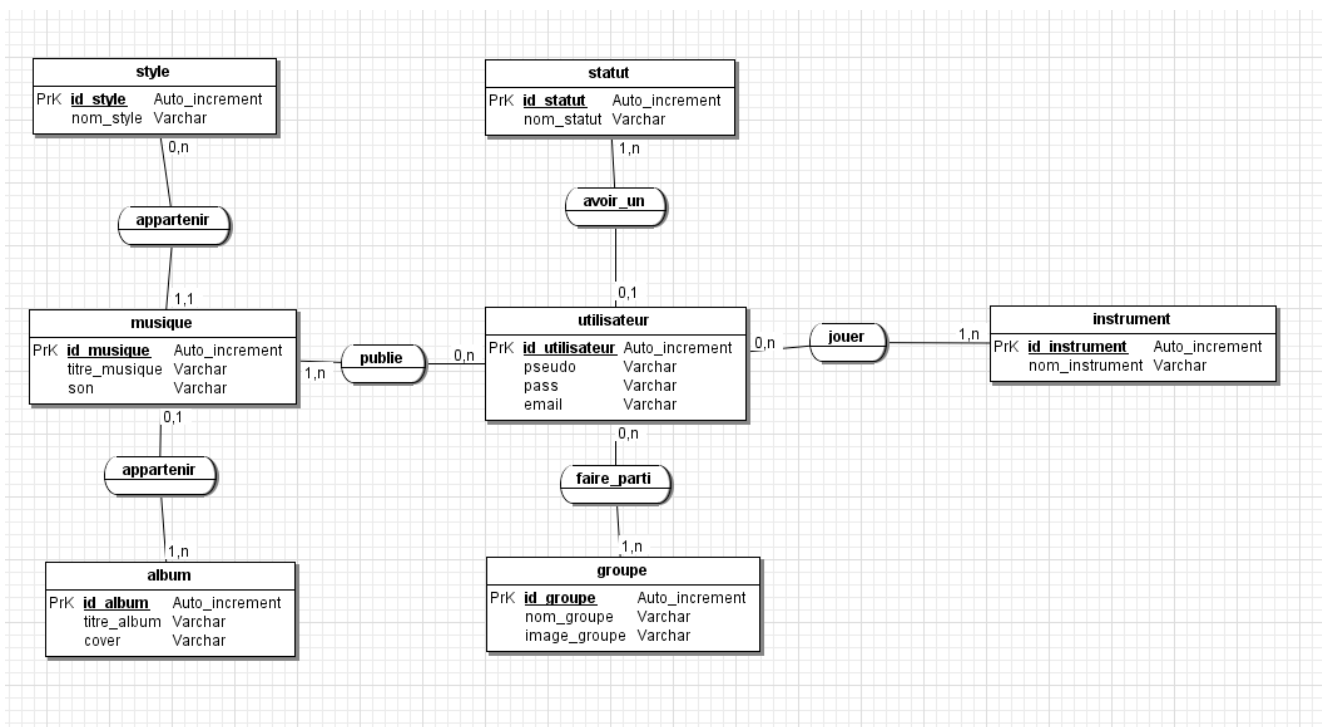 style
PrK id_style Auto_increment
nom_style Varchar
0,n
appartenir
1,1
statut
PrK id_statut Auto_increment
nom_statut Varchar
1,n
avoir_un
0,1
musique
PrK id_musique Auto_increment
titre_musique Varchar
son Varchar
1,n
publie
0,n
utilisateur
PrK id_utilisateur Auto_increment
pseudo Varchar
pass Varchar
email Varchar
0,n
jouer
1,n
instrument
PrK id_instrument Auto_increment
nom_instrument Varchar
0,1
appartenir
1,n
album
PrK id_album Auto_increment
titre_album Varchar
cover Varchar
0,n
faire_parti
1,n
groupe
PrK id_groupe Auto_increment
nom_groupe Varchar
image_groupe Varchar